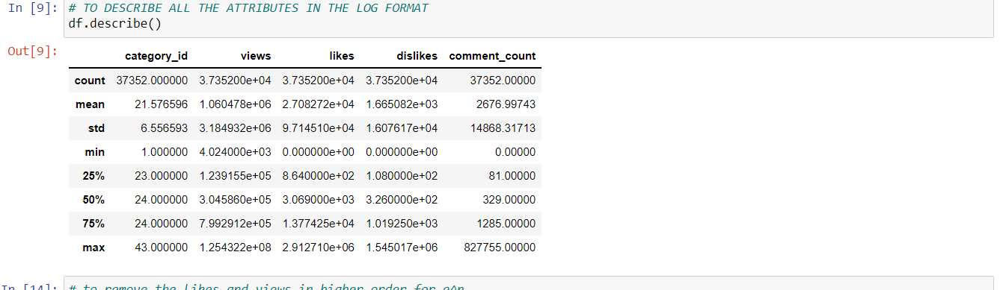 In [9]: # TO DESCRIBE ALL THE ATTRIBUTES IN THE LOG FORMAT
df.describe()
Out[9]:
category_id views likes dislikes comment_count
count 37352.000000 3.735200e+04 3.735200e+04 3.735200e+04 37352.00000
mean 21.576596 1.060478e+06 2.708272e+04 1.665082e+03 2676.99743
std 6.556593 3.184932e+06 9.714510e+04 1.607617e+04 14868.31713
min 1.000000 4.024000e+03 0.000000e+00 0.000000e+00 0.00000
25% 23.000000 1.239155e+05 8.640000e+02 1.080000e+02 81.00000
50% 24.000000 3.045860e+05 3.069000e+03 3.260000e+02 329.00000
75% 24.000000 7.992912e+05 1.377425e+04 1.019250e+03 1285.00000
max 43.000000 1.254322e+08 2.912710e+06 1.545017e+06 827755.00000
In [14]: # to remove the likes and views in higher order for e^n